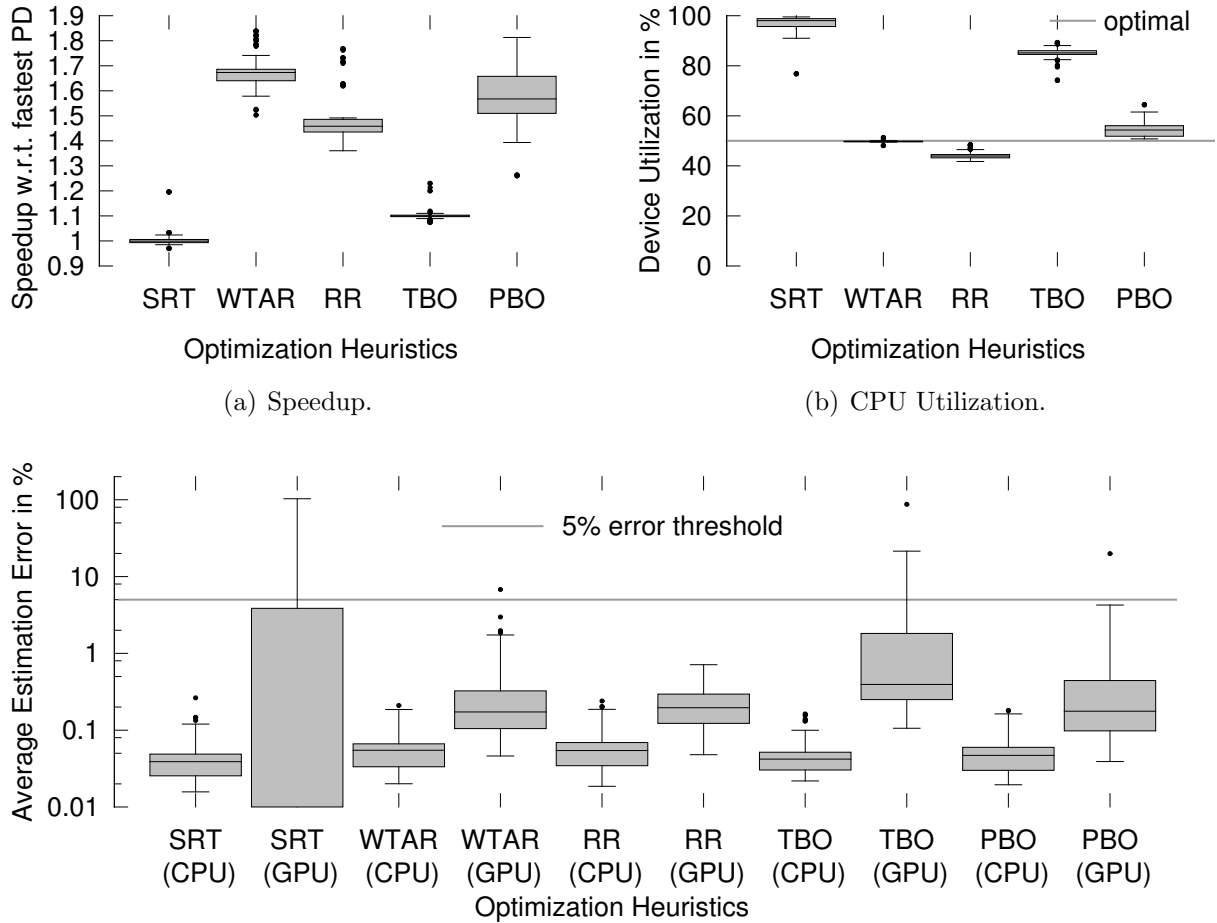 Speedup w.r.t. fastest PD
1.9
1.8
1.7
1.6
1.5
1.4
1.3
1.2
1.1
1
0.9
SRT WTAR RR TBO PBO
Optimization Heuristics
(a) Speedup.
Device Utilization in %
100
80
60
40
20
0
optimal
SRT WTAR RR TBO PBO
Optimization Heuristics
(b) CPU Utilization.
Average Estimation Error in %
100
10
1
0.1
0.01
5% error threshold
SRT SRT WTAR WTAR RR RR TBO TBO PBO PBO
(CPU) (GPU) (CPU) (GPU) (CPU) (GPU) (CPU) (GPU) (CPU) (GPU)
Optimization Heuristics